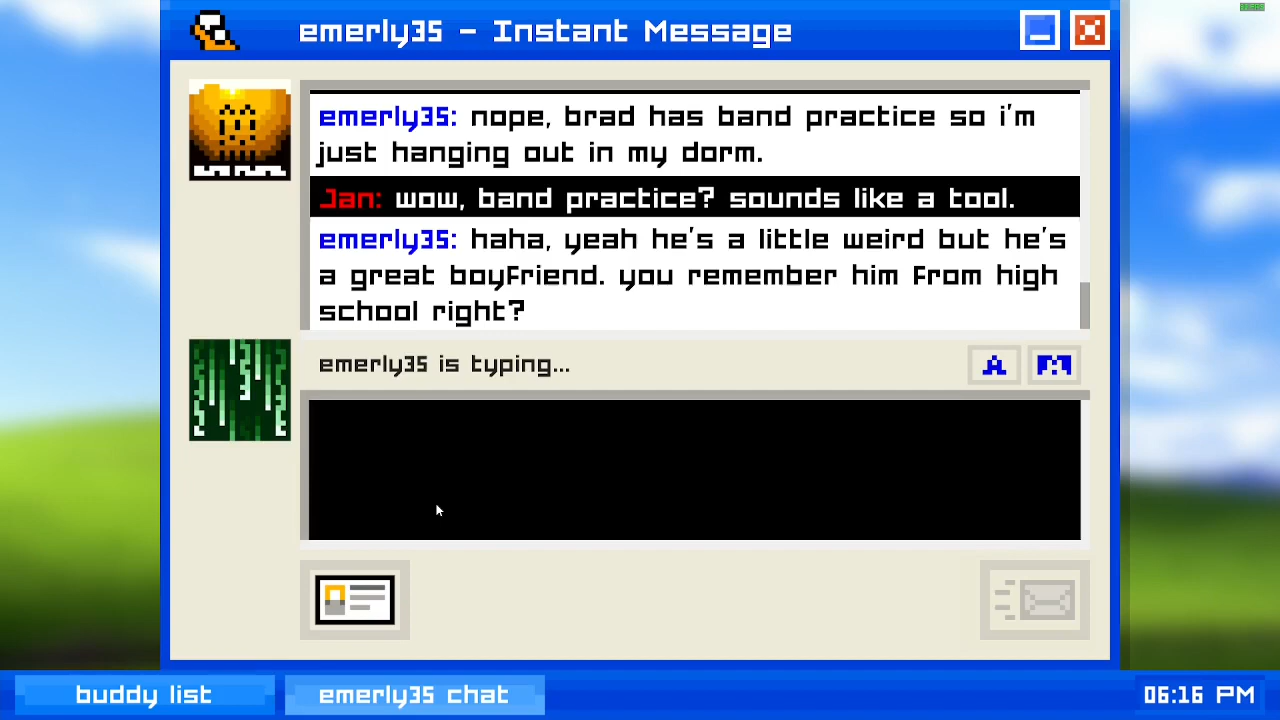 emerly35 - Instant Message
emerly35: nope, brad has band practice so i'm
just hanging out in my dorm.
Jan: wow, band practice? sounds like a tool.
emerly35: haha, yeah he's a little weird but he's
a great boyfriend. you remember him from high
school right?
emerly35 is typing...
A
buddy list
emerly35 chat
06:16 PM